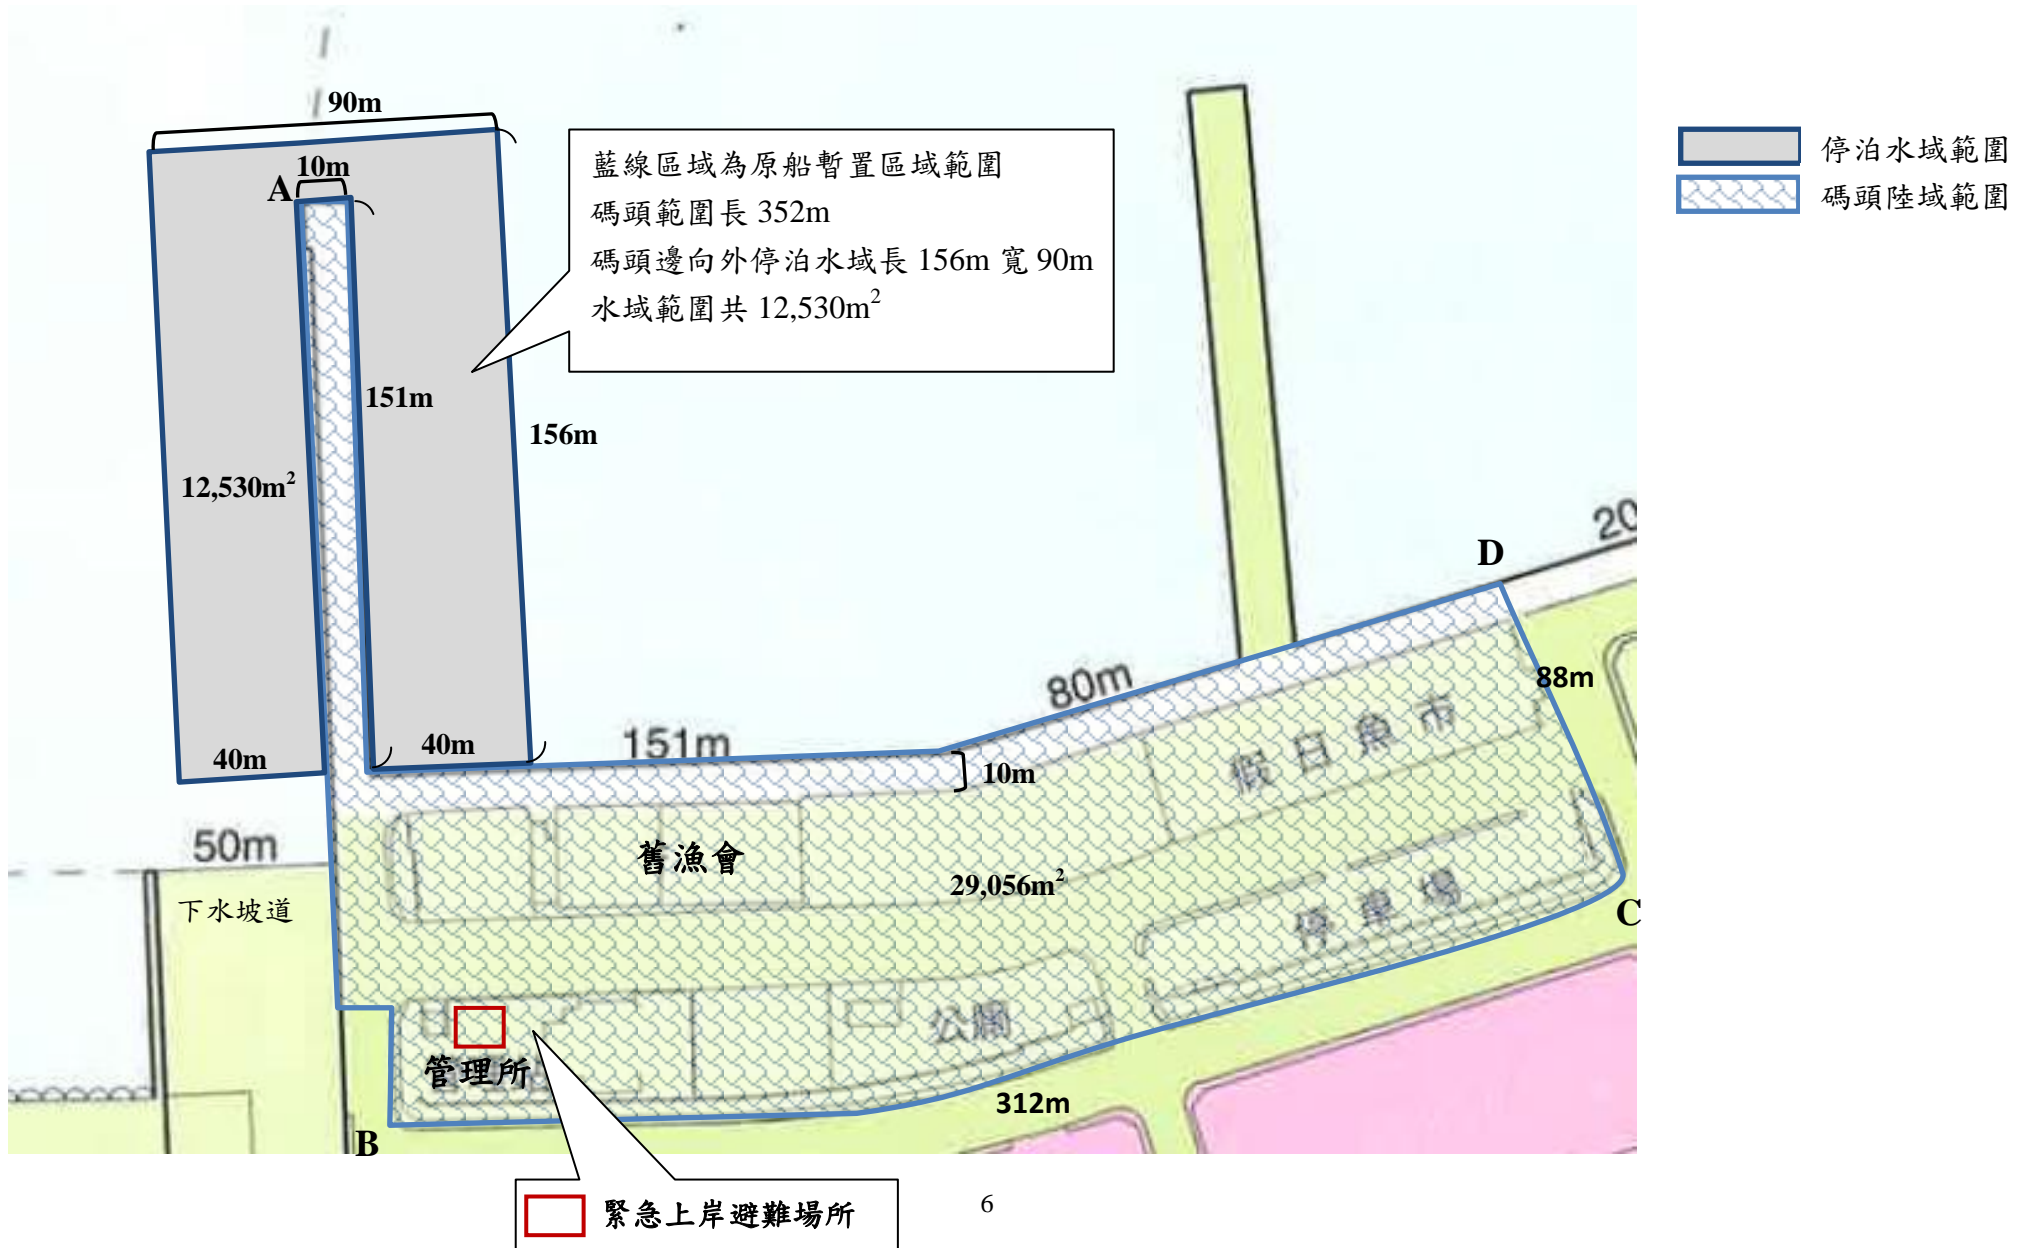 90m
10m
A
藍線區域為原船暫置區域範圍
碼頭範圍長 352m
碼頭邊向外停泊水域長 156m 寬 90m
水域範圍共 12,530m²
停泊水域範圍
碼頭陸域範圍
151m
156m
12,530m²
20
D
88m
80m
151m
40m
40m
10m
假日魚市
50m
舊漁會
29,056m²
下水坡道
停車場
C
公園
管理所
312m
B
緊急上岸避難場所
6